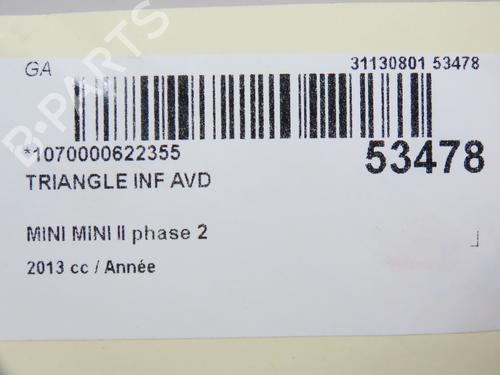 GA
31130801 53478
*1070000622355
53478
TRIANGLE INF AVD
MINI MINI II phase 2
2013 cc / Année
B-PARTS